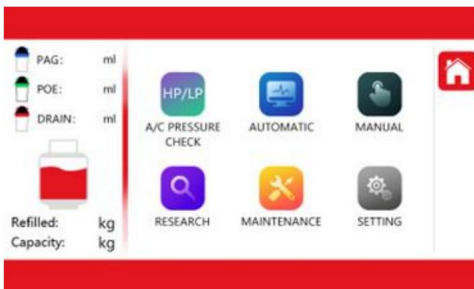 PAG: ml
POE: ml
DRAIN: ml
Refilled: kg
Capacity: kg
HP/LP
A/C PRESSURE
CHECK
AUTOMATIC
MANUAL
RESEARCH
MAINTENANCE
SETTING